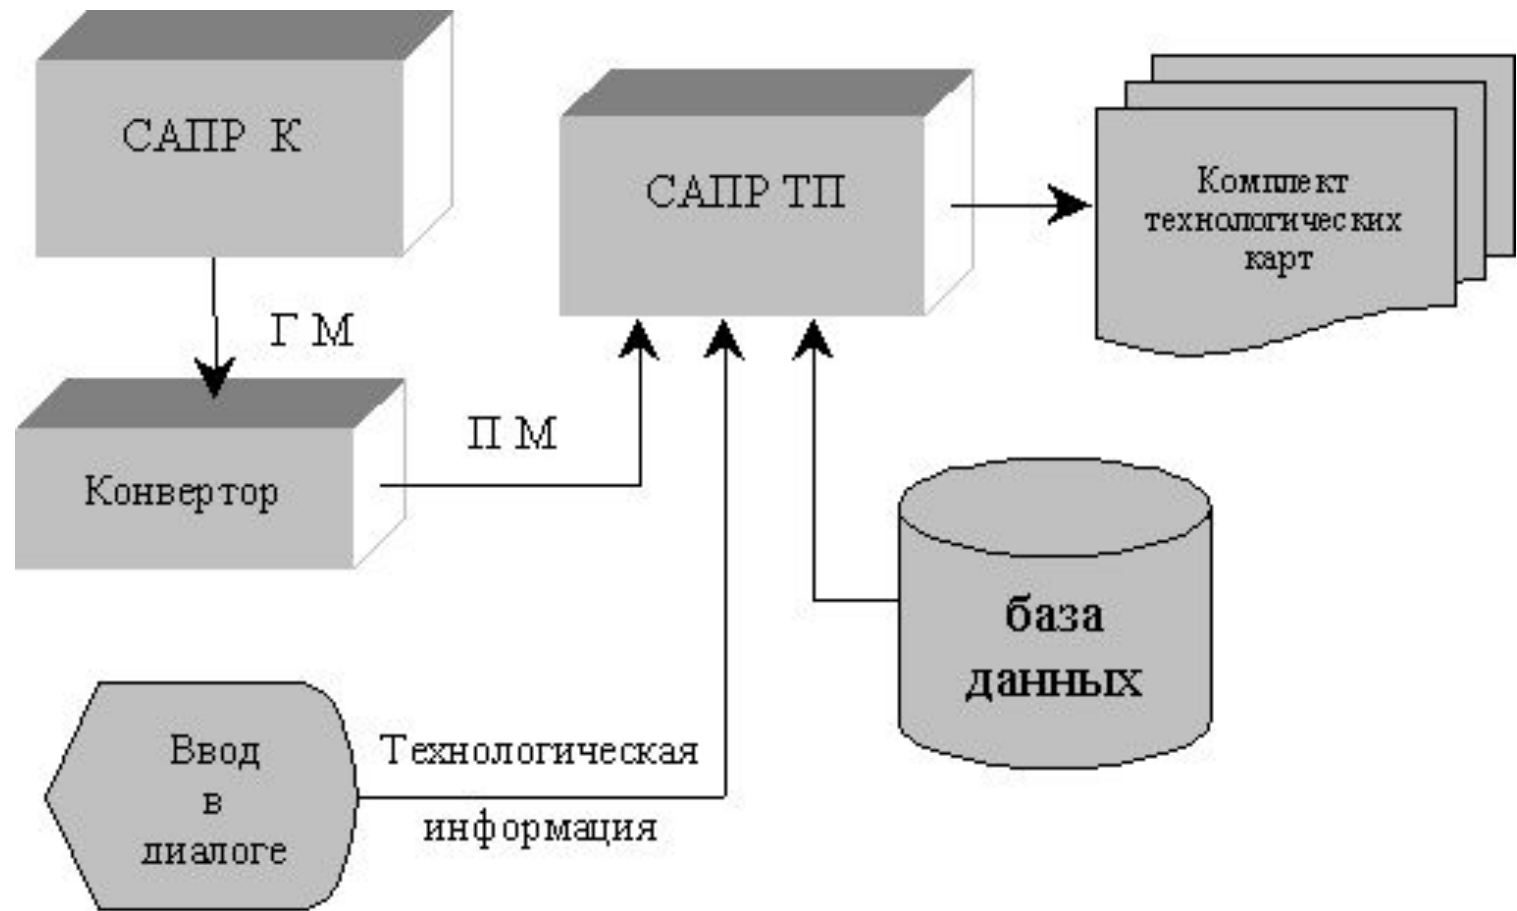 САПР К
САПР ТП
Комплект
технологических
карт
Г М
П М
Конвертор
база
данных
Ввод
в
диалоге
Технологическая
информация